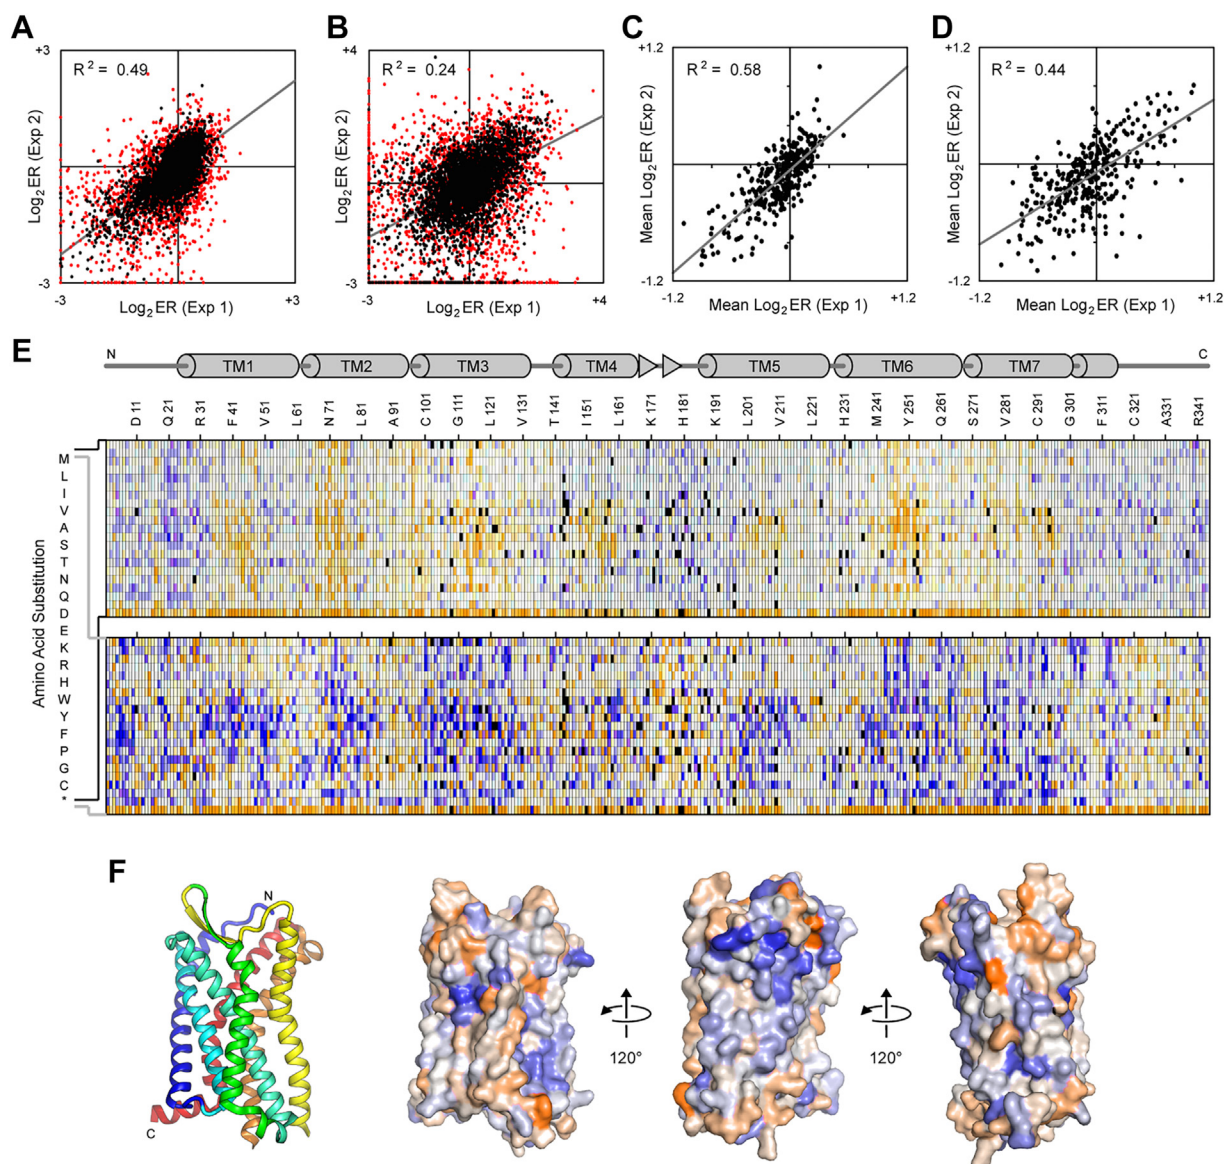 A
B
C
D
+3
R² = 0.49
Log₂ER (Exp 2)
-3
-3
+3
Log₂ER (Exp 1)
+4
R² = 0.24
Log₂ER (Exp 2)
-3
-3
+4
Log₂ER (Exp 1)
+1.2
R² = 0.58
Mean Log₂ER (Exp 2)
-1.2
-1.2
+1.2
Mean Log₂ER (Exp 1)
+1.2
R² = 0.44
Mean Log₂ER (Exp 2)
-1.2
-1.2
+1.2
Mean Log₂ER (Exp 1)
E
N
TM1
TM2
TM3
TM4
TM5
TM6
TM7
C
D 11
Q 21
R 31
F 41
V 51
L 61
N 71
L 81
A 91
C 101
G 111
L 121
V 131
T 141
I 151
L 161
K 171
H 181
K 191
L 201
V 211
L 221
H 231
M 241
Y 251
Q 261
S 271
V 281
C 291
G 301
F 311
C 321
A331
R341
Amino Acid Substitution
M
L
I
V
A
S
T
N
Q
D
E
K
R
H
W
Y
F
P
G
C
*
F
N
C
120°
120°